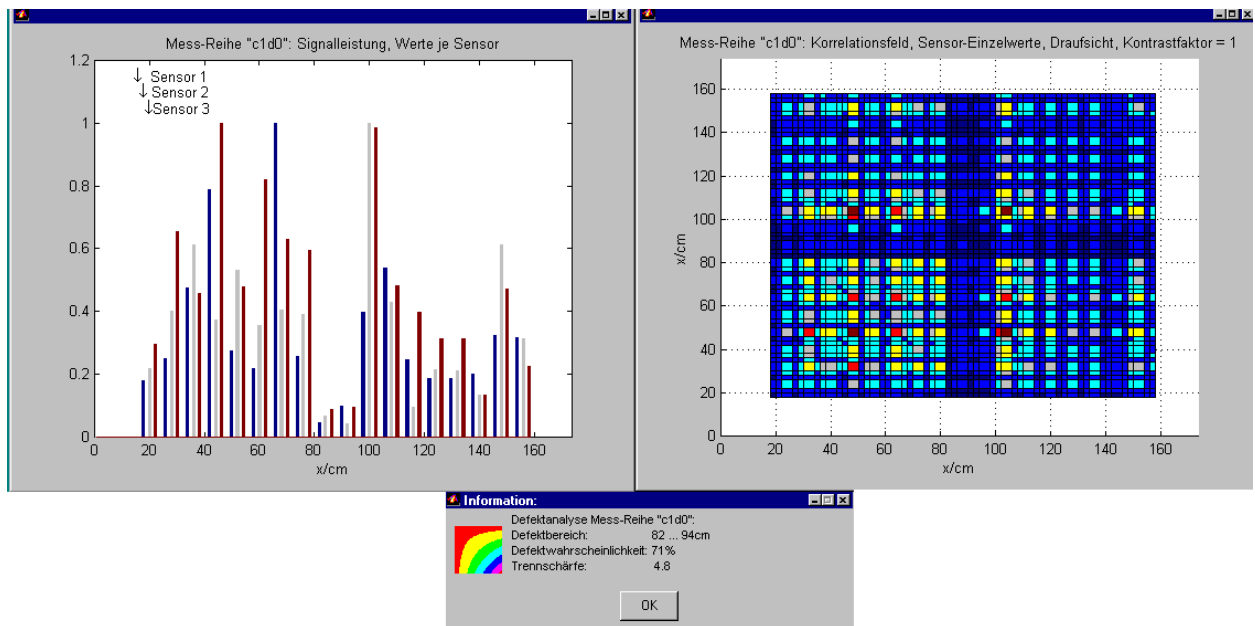 Mess-Reihe "c1d0": Signalleistung, Werte je Sensor
1.2
↓ Sensor 1
↓ Sensor 2
↓Sensor 3
1
0.8
0.6
0.4
0.2
0
0 20 40 60 80 100 120 140 160
x/cm
Mess-Reihe "c1d0": Korrelationsfeld, Sensor-Einzelwerte, Draufsicht, Kontrastfaktor = 1
160
140
120
100
x/cm
80
60
40
20
0
0 20 40 60 80 100 120 140 160
x/cm
Information:
Defektanalyse Mess-Reihe "c1d0":
Defektbereich: 82 ... 94cm
Defektwahrscheinlichkeit: 71%
Trennschärfe: 4.8
OK